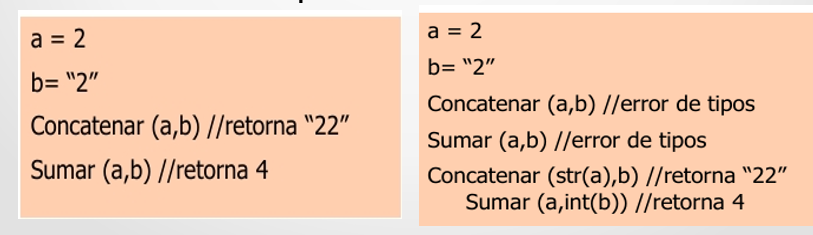 a = 2
b= “2”
Concatenar (a,b) //retorna “22”
Sumar (a,b) //retorna 4
a = 2
b= “2”
Concatenar (a,b) //error de tipos
Sumar (a,b) //error de tipos
Concatenar (str(a),b) //retorna “22”
Sumar (a,int(b)) //retorna 4